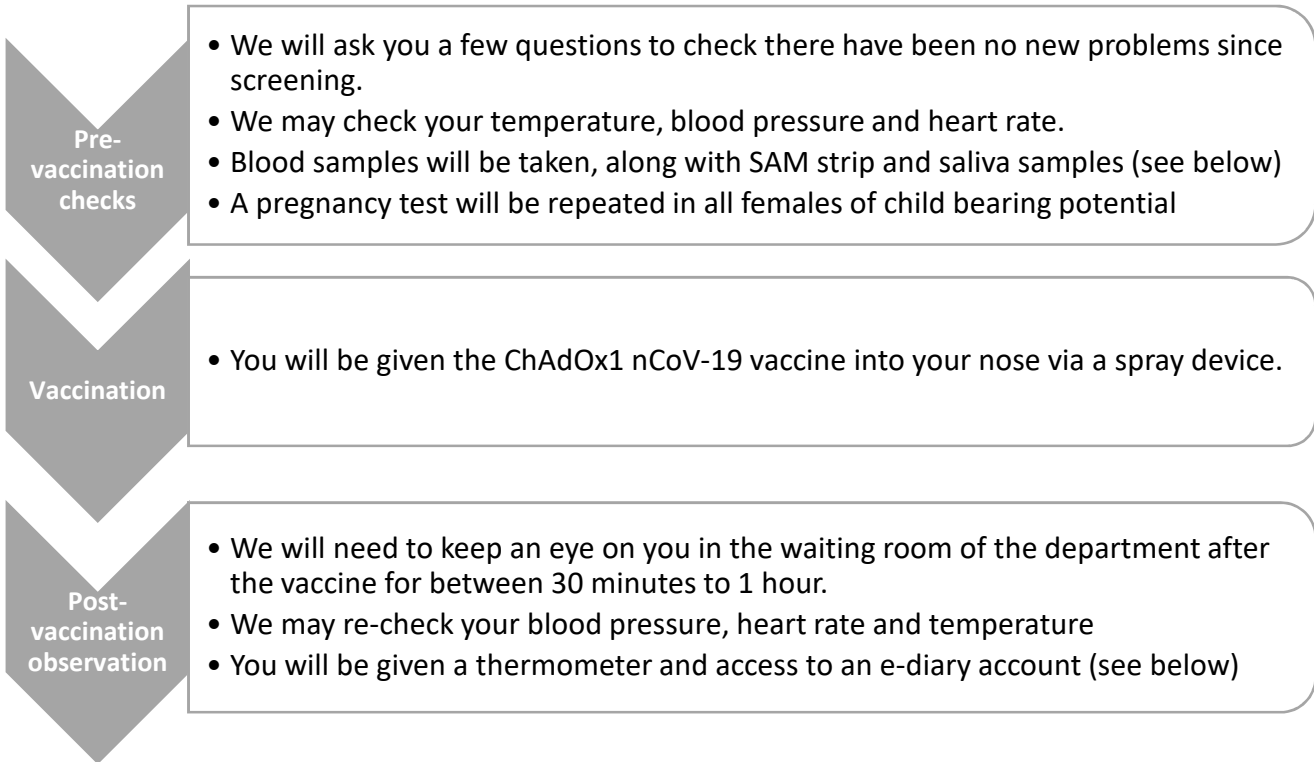 Pre-
vaccination
checks
• We will ask you a few questions to check there have been no new problems since
screening.
• We may check your temperature, blood pressure and heart rate.
• Blood samples will be taken, along with SAM strip and saliva samples (see below)
• A pregnancy test will be repeated in all females of child bearing potential
Vaccination
• You will be given the ChAdOx1 nCoV-19 vaccine into your nose via a spray device.
Post-
vaccination
observation
• We will need to keep an eye on you in the waiting room of the department after
the vaccine for between 30 minutes to 1 hour.
• We may re-check your blood pressure, heart rate and temperature
• You will be given a thermometer and access to an e-diary account (see below)